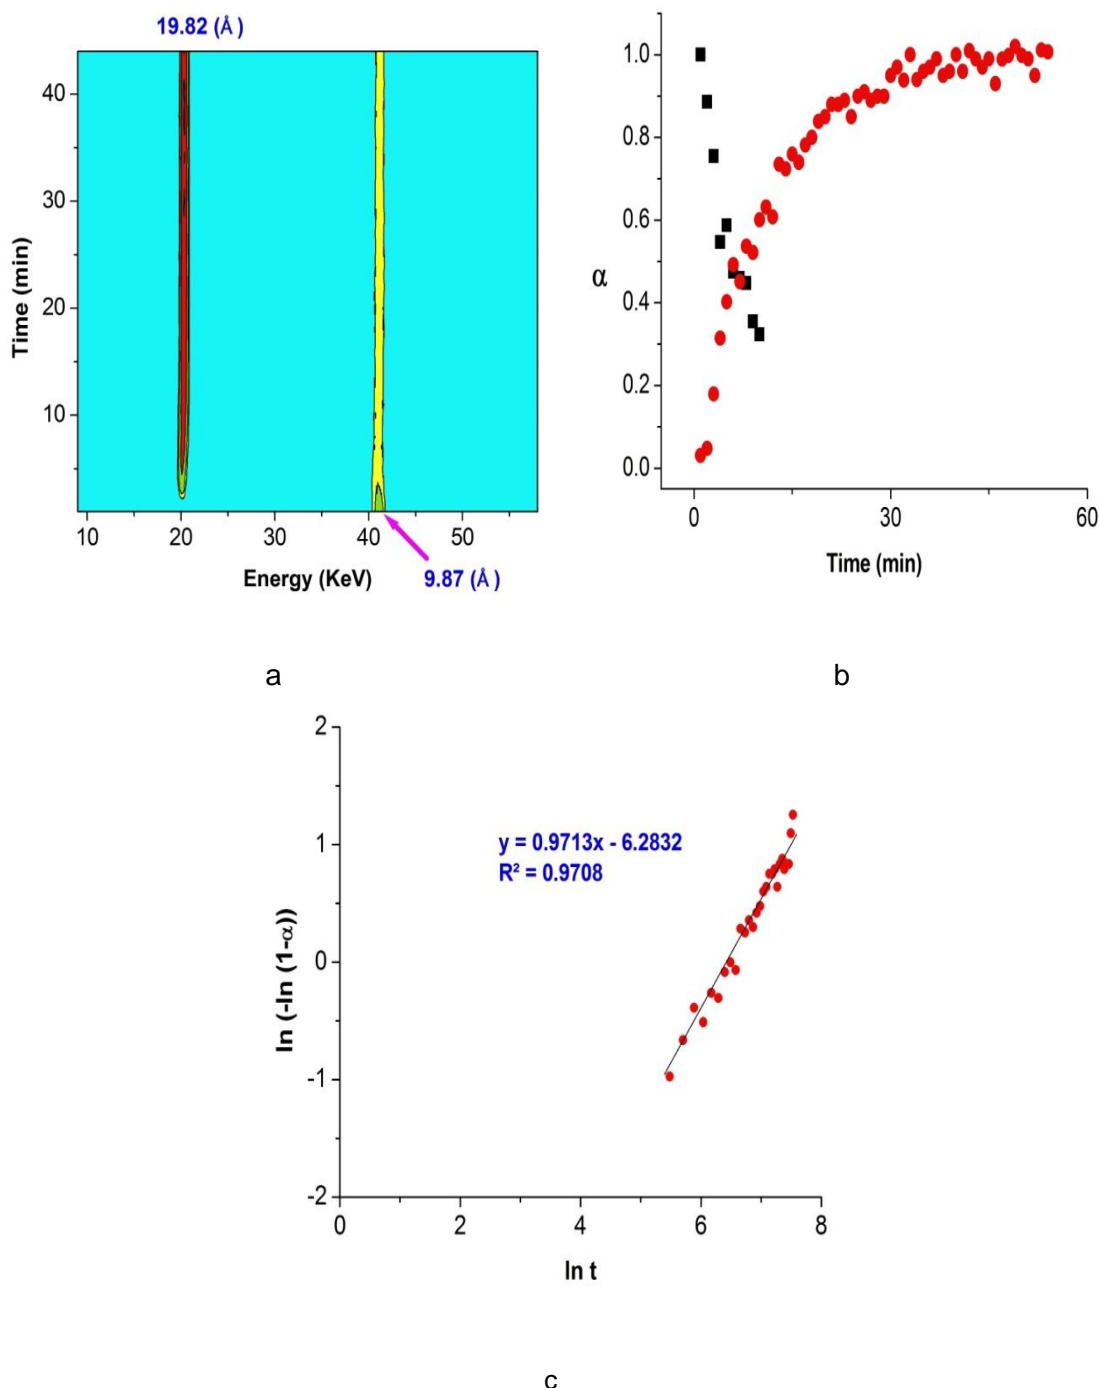 19.82 (Å)
40
30
20
10
Time (min)
10 20 30 40 50
Energy (KeV)
9.87 (Å)
a
1.0
0.8
0.6
0.4
0.2
0.0
α
0 30 60
Time (min)
b
2
1
0
-1
-2
ln (-ln (1-α))
y = 0.9713x - 6.2832
R² = 0.9708
0 2 4 6 8
ln t
c